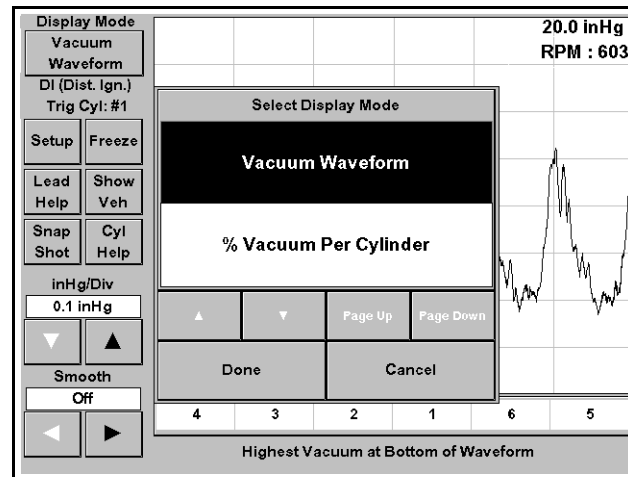 Display Mode
Vacuum
Waveform
DI (Dist. Ign.)
Trig Cyl: #1
Setup
Freeze
Lead
Help
Show
Veh
Snap
Shot
Cyl
Help
inHg/Div
0.1 inHg
Smooth
Off
20.0 inHg
RPM : 603
Select Display Mode
Vacuum Waveform
% Vacuum Per Cylinder
Page Up
Page Down
Done
Cancel
4 3 2 1 6 5
Highest Vacuum at Bottom of Waveform